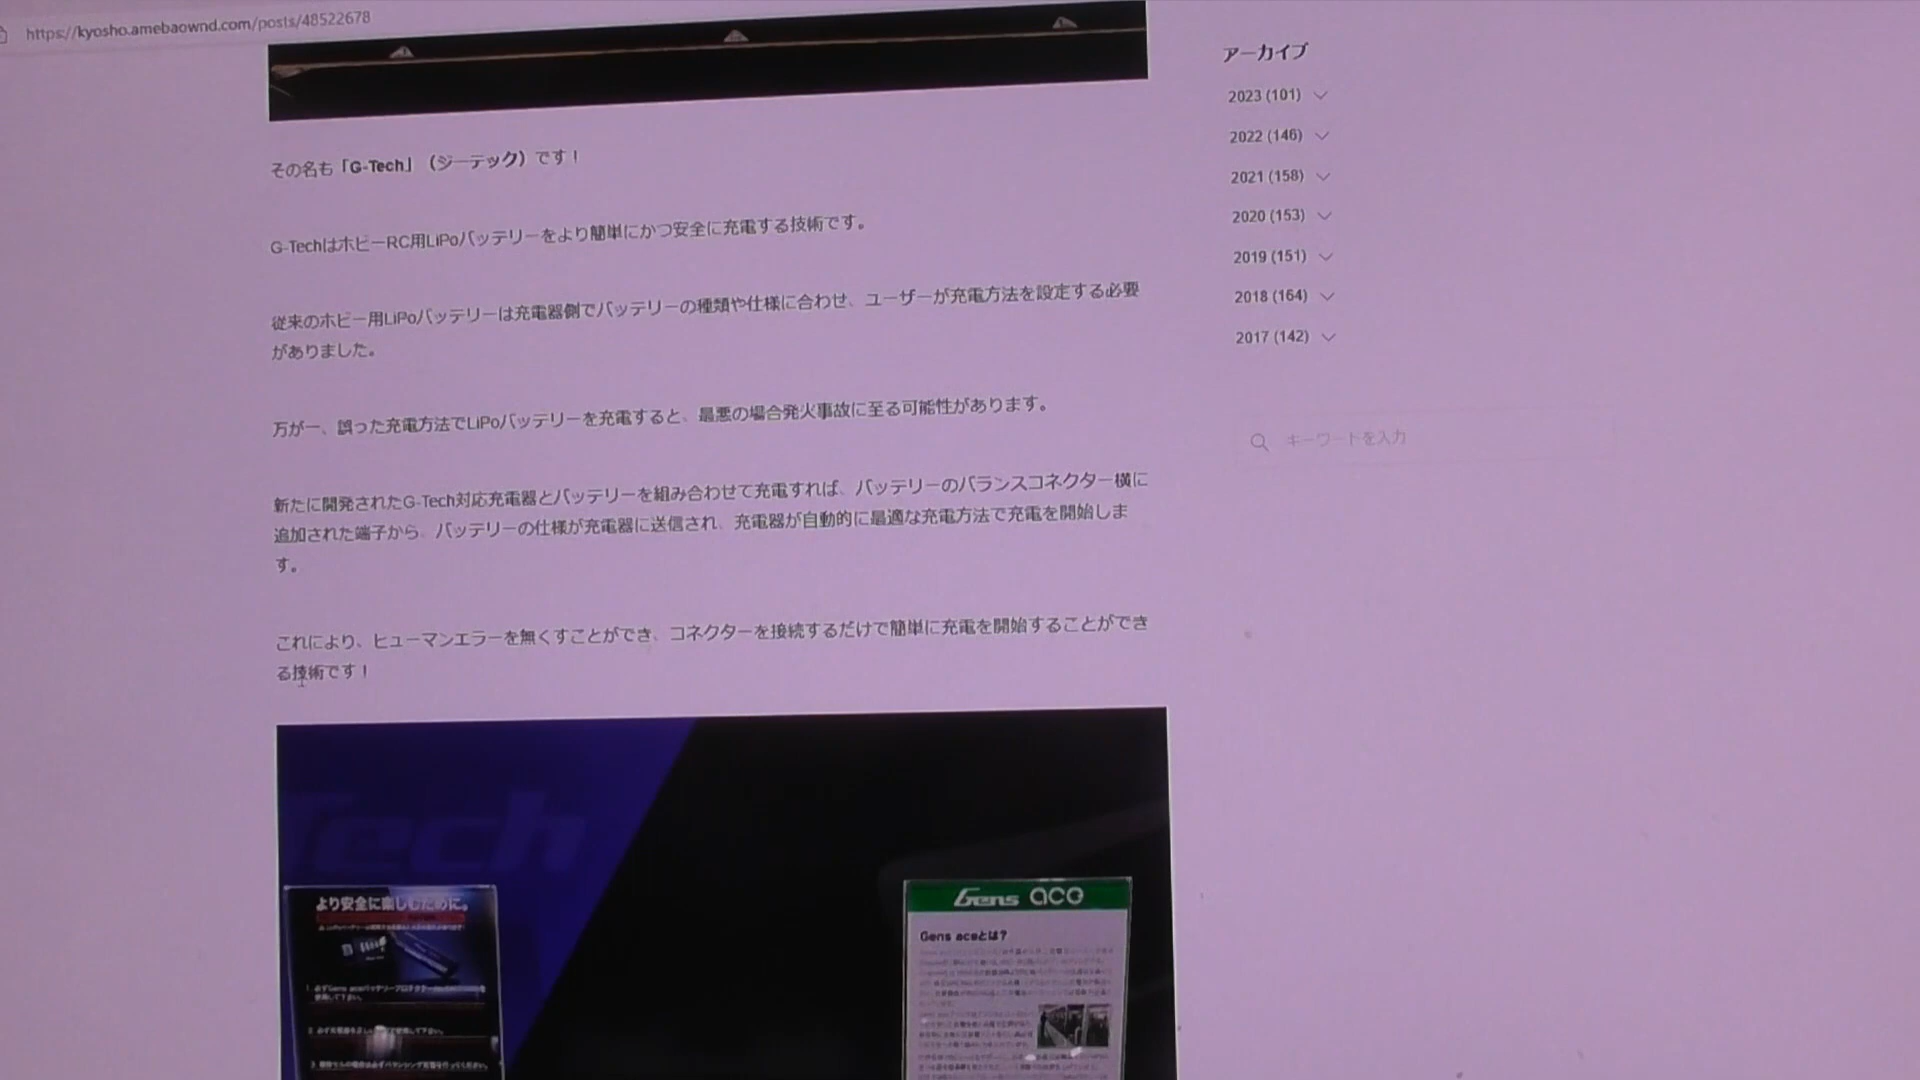 https://kyosho.amebaownd.com/posts/48522678
その名も「G-Tech」（ジーテック）です！
G-TechはホビーRC用LiPoバッテリーをより簡単にかつ安全に充電する技術です。
従来のホビー用LiPoバッテリーは充電器側でバッテリーの種類や仕様に合わせ、ユーザーが充電方法を設定する必要
がありました。
万が一、誤った充電方法でLiPoバッテリーを充電すると、最悪の場合発火事故に至る可能性があります。
新たに開発されたG-Tech対応充電器とバッテリーを組み合わせて充電すれば、バッテリーのバランスコネクター横に
追加された端子から、バッテリーの仕様が充電器に送信され、充電器が自動的に最適な充電方法で充電を開始しま
す。
これにより、ヒューマンエラーを無くすことができ、コネクターを接続するだけで簡単に充電を開始することができ
る技術です！
Tech
より安全に楽しむために。
Gens ace
Gens aceとは?
アーカイブ
2023 (101)
2022 (146)
2021 (158)
2020 (153)
2019 (151)
2018 (164)
2017 (142)
キーワードを入力